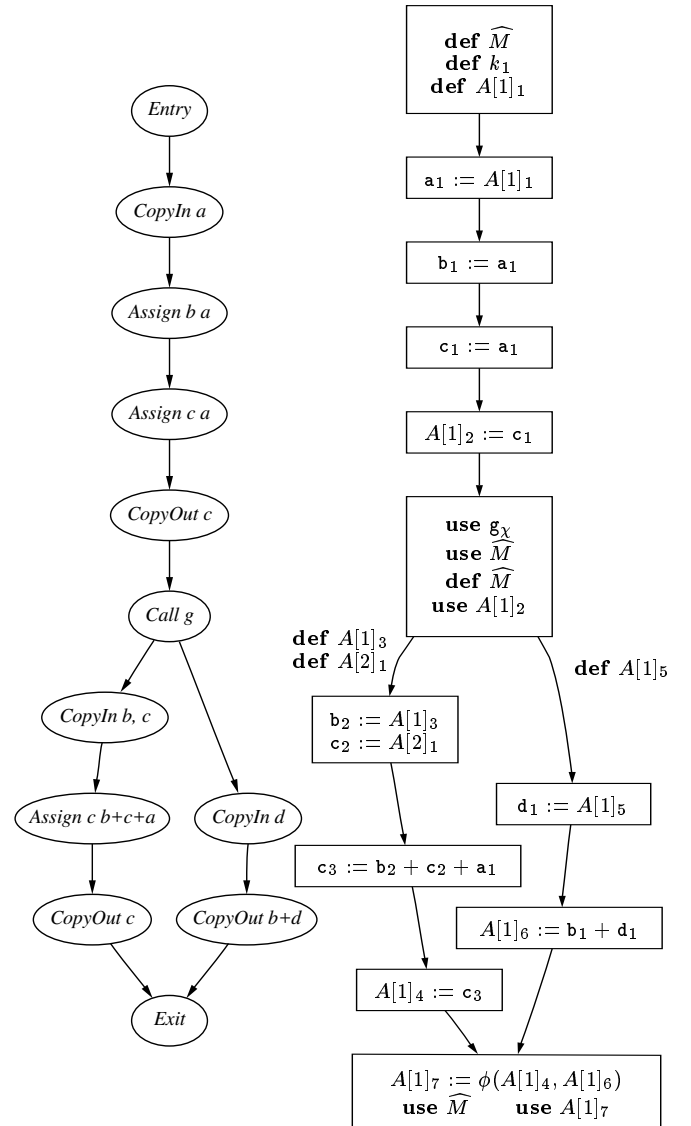 Entry
CopyIn a
Assign b a
Assign c a
CopyOut c
Call g
CopyIn b, c
Assign c b+c+a
CopyIn d
CopyOut c
CopyOut b+d
Exit
def M̂
def k₁
def A[1]₁
a₁ := A[1]₁
b₁ := a₁
c₁ := a₁
A[1]₂ := c₁
use gᵪ
use M̂
def M̂
use A[1]₂
def A[1]₃
def A[2]₁
def A[1]₅
b₂ := A[1]₃
c₂ := A[2]₁
d₁ := A[1]₅
c₃ := b₂ + c₂ + a₁
A[1]₆ := b₁ + d₁
A[1]₄ := c₃
A[1]₇ := ϕ(A[1]₄, A[1]₆)
use M̂ use A[1]₇